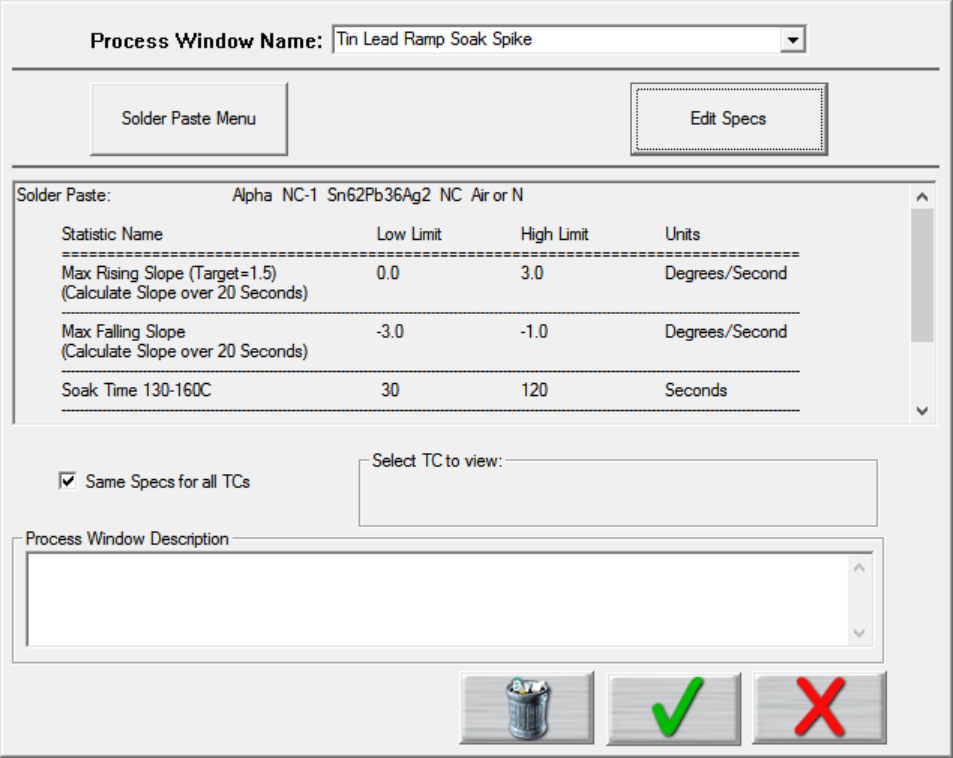 Process Window Name: Tin Lead Ramp Soak Spike
Solder Paste Menu Edit Specs
Solder Paste: Alpha NC-1 Sn62Pb36Ag2 NC Air or N
Statistic Name Low Limit High Limit Units
Max Rising Slope (Target=1.5) 0.0 3.0 Degrees/Second
(Calculate Slope over 20 Seconds)
Max Falling Slope -3.0 -1.0 Degrees/Second
(Calculate Slope over 20 Seconds)
Soak Time 130-160C 30 120 Seconds
Select TC to view:
Same Specs for all TCs
Process Window Description